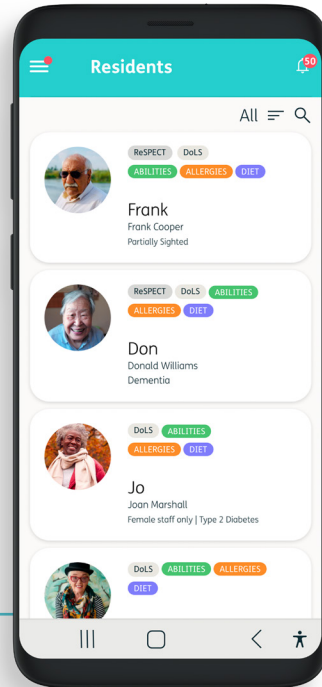 Residents
50
All
ReSPECT DoLS
ABILITIES ALLERGIES DIET
Frank
Frank Cooper
Partially Sighted
ReSPECT DoLS ABILITIES
ALLERGIES DIET
Don
Donald Williams
Dementia
DoLS ABILITIES
ALLERGIES DIET
Jo
Joan Marshall
Female staff only | Type 2 Diabetes
DoLS ABILITIES ALLERGIES
DIET